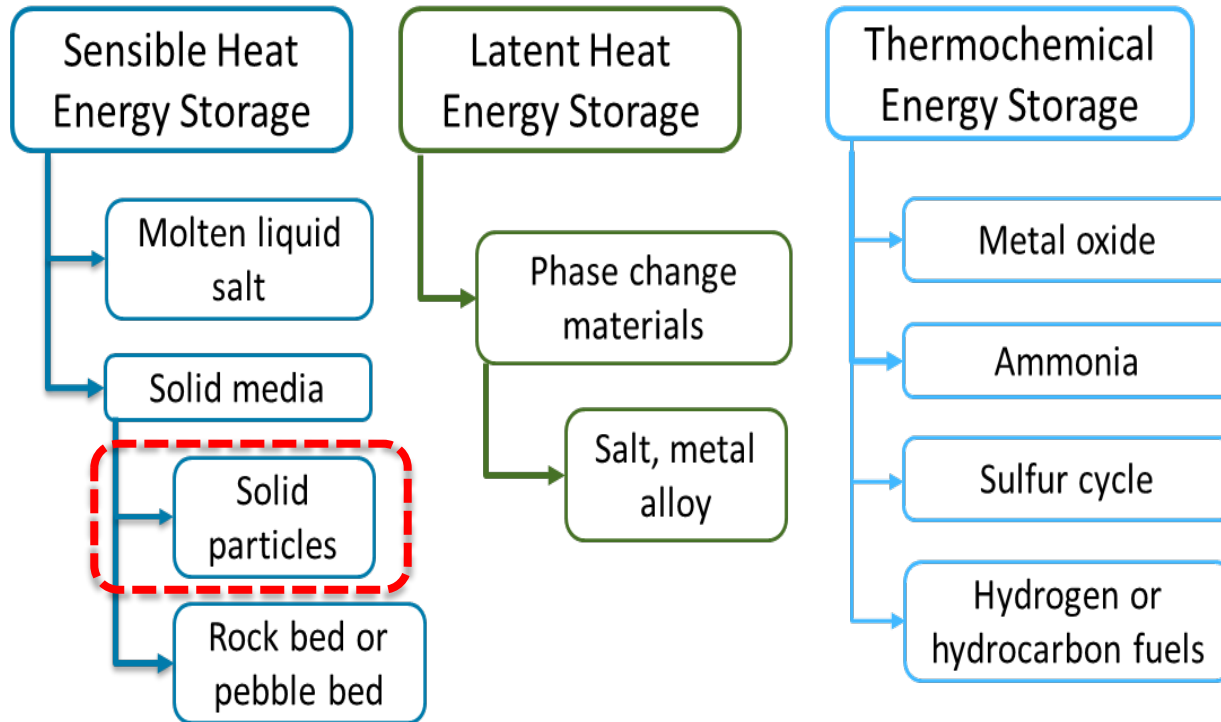 Sensible Heat
Energy Storage
Molten liquid
salt
Solid media
Solid
particles
Rock bed or
pebble bed
Latent Heat
Energy Storage
Phase change
materials
Salt, metal
alloy
Thermochemical
Energy Storage
Metal oxide
Ammonia
Sulfur cycle
Hydrogen or
hydrocarbon fuels